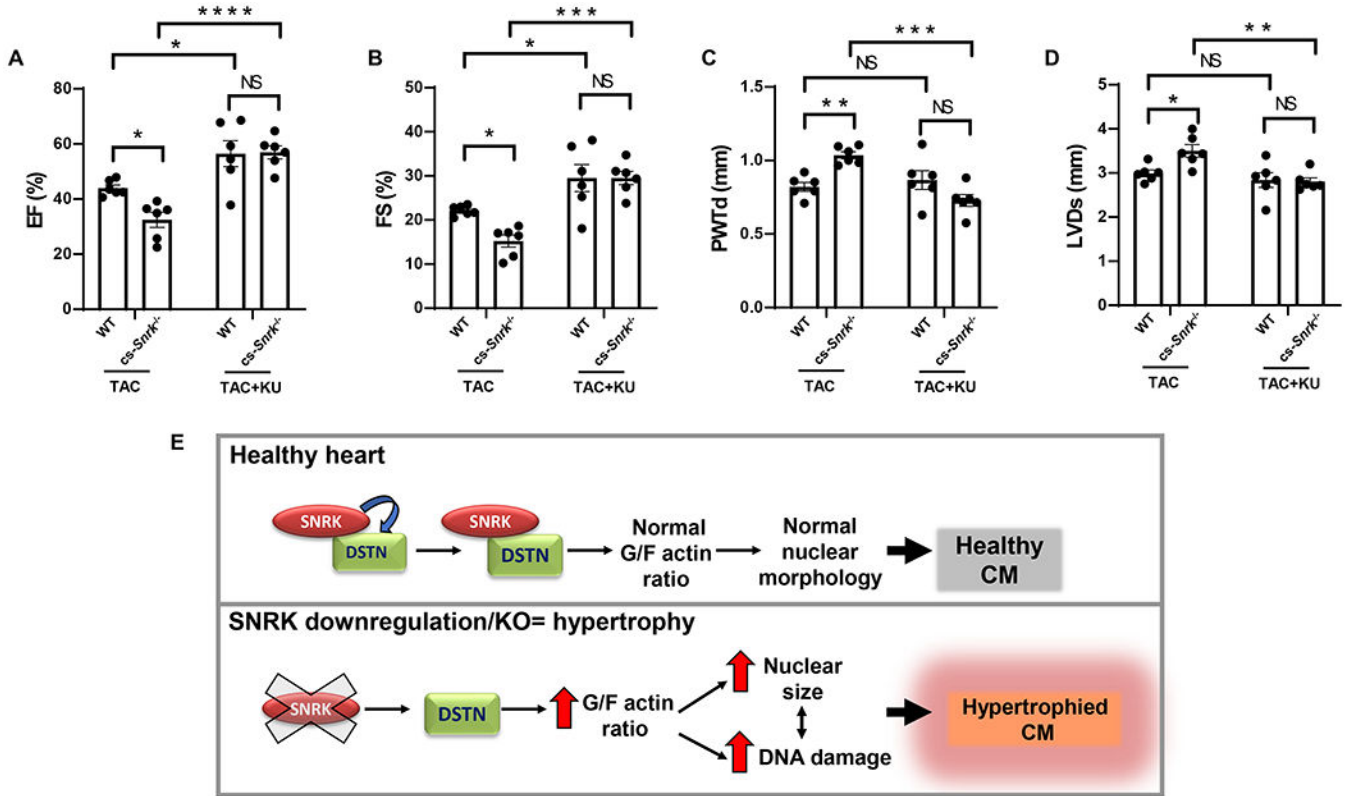 A
* * * *
*
NS
*
EF (%)
80
60
40
20
0
WT
cs-Snrk-/-
WT
cs-Snrk-/-
TAC
TAC+KU
B
* * *
*
NS
*
FS (%)
50
40
30
20
10
0
WT
cs-Snrk-/-
WT
cs-Snrk-/-
TAC
TAC+KU
C
* * *
NS
NS
* *
PWTd (mm)
1.5
1.0
0.5
0.0
WT
cs-Snrk-/-
WT
cs-Snrk-/-
TAC
TAC+KU
D
* *
NS
NS
*
LVDs (mm)
5
4
3
2
1
0
WT
cs-Snrk-/-
WT
cs-Snrk-/-
TAC
TAC+KU
E
Healthy heart
SNRK
DSTN
SNRK
DSTN
Normal
G/F actin
ratio
Normal
nuclear
morphology
Healthy
CM
SNRK downregulation/KO= hypertrophy
SNRK
DSTN
G/F actin
ratio
Nuclear
size
DNA damage
Hypertrophied
CM